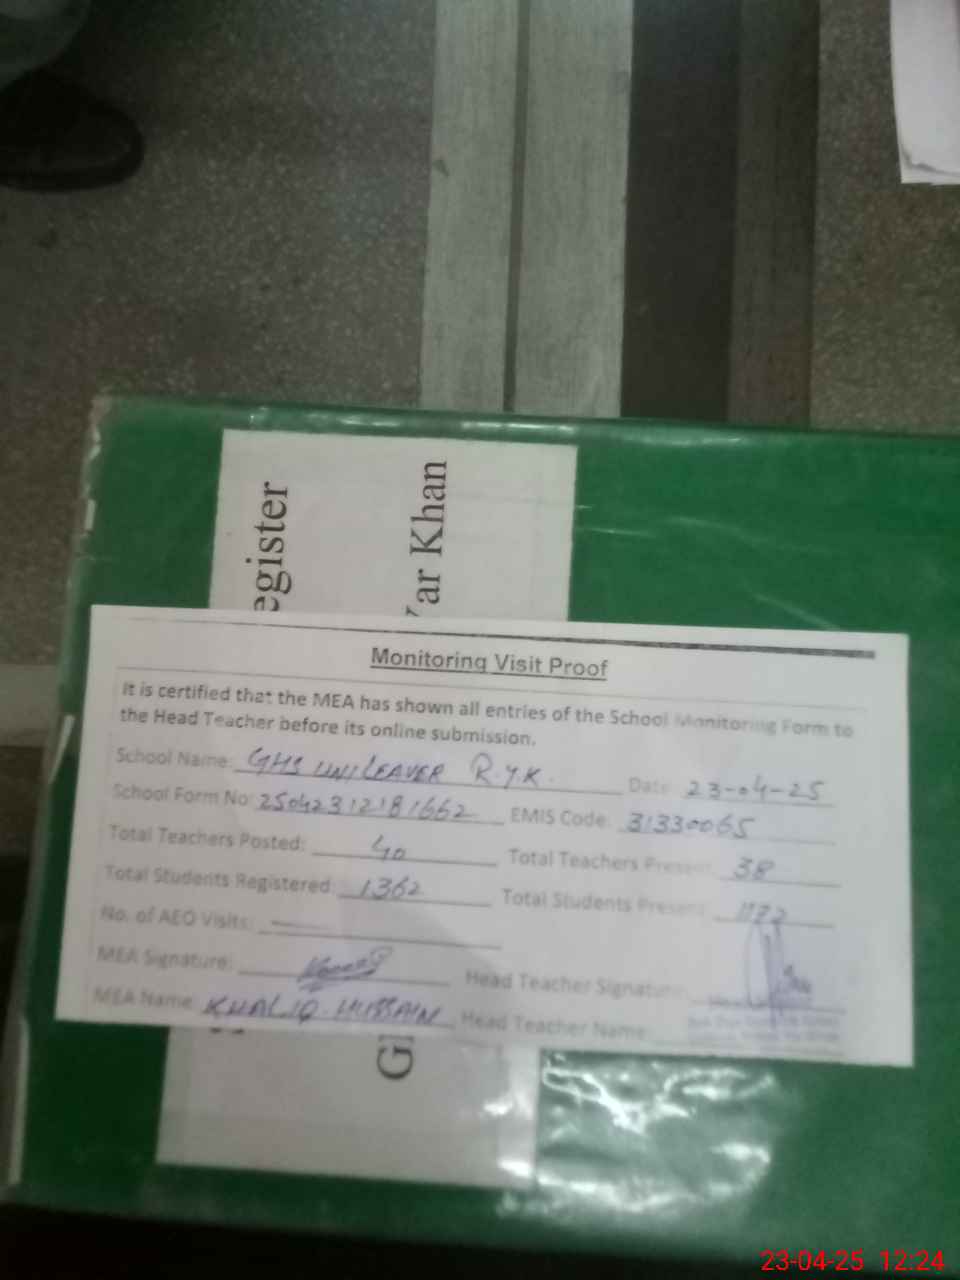 egister
Yar Khan
Monitoring Visit Proof
It is certified that the MEA has shown all entries of the School Monitoring Form to
the Head Teacher before its online submission.
School Name: GHS UNILEAVER R.Y.K. Date: 23-04-25
School Form No: 25042312181662 EMIS Code: 31330065
Total Teachers Posted: 40 Total Teachers Present: 38
Total Students Registered: 1362 Total Students Present: 1172
No. of AEO Visits:
MEA Signature: Head Teacher Signature:
MEA Name: KHALIQ HUSSAIN Head Teacher Name:
G
23-04-25 12:24